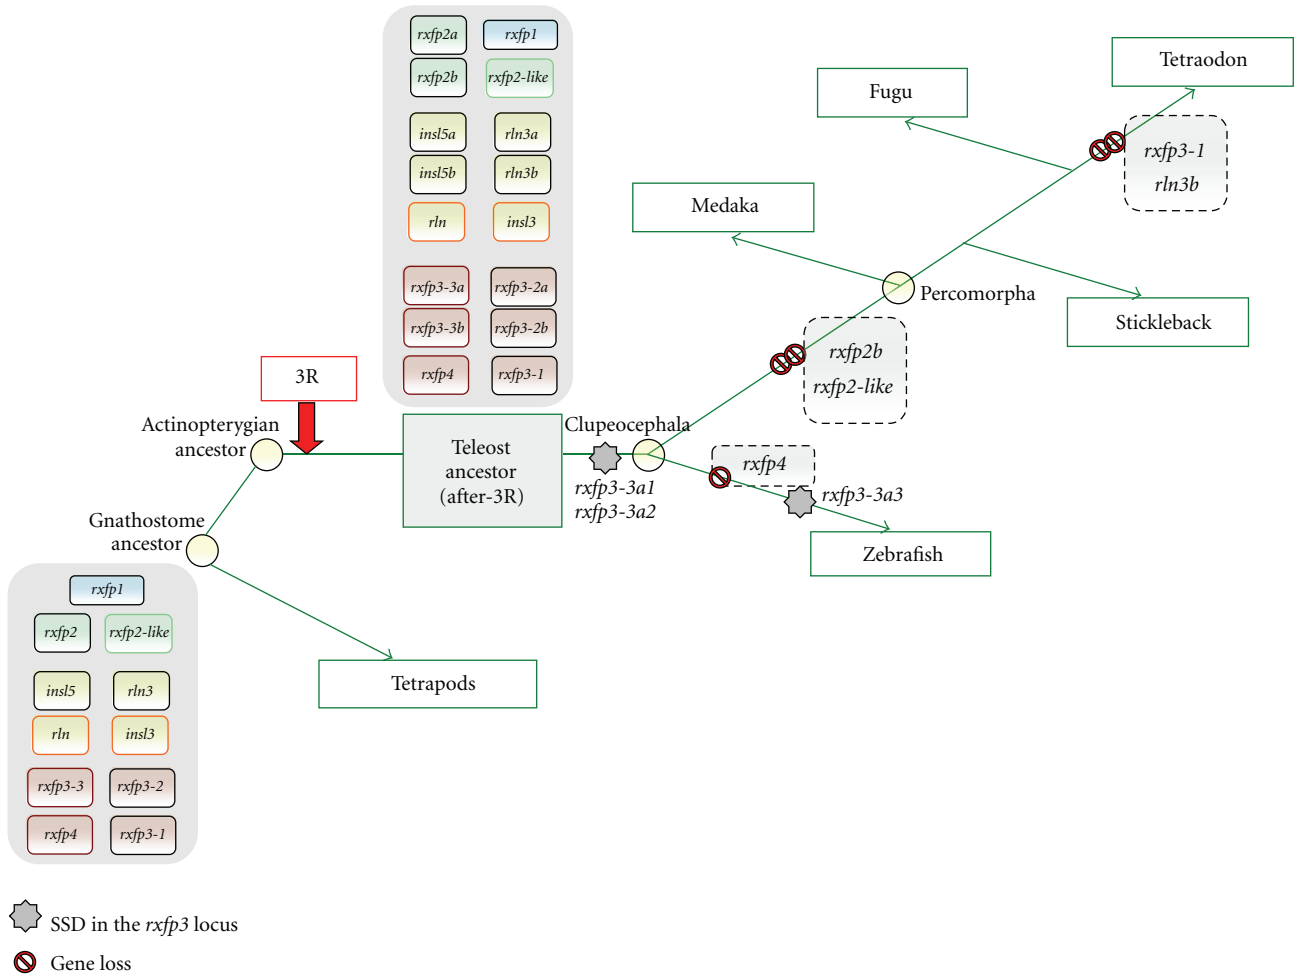 rxfp2a
rxfp1
rxfp2b
rxfp2-like
insl5a
rln3a
insl5b
rln3b
rln
insl3
rxfp3-3a
rxfp3-2a
rxfp3-3b
rxfp3-2b
rxfp4
rxfp3-1
Tetraodon
Fugu
rxfp3-1
rln3b
Medaka
Percomorpha
Stickleback
rxfp2b
rxfp2-like
3R
Actinopterygian
ancestor
Teleost
ancestor
(after-3R)
Clupeocephala
rxfp3-3a1
rxfp3-3a2
rxfp4
rxfp3-3a3
Zebrafish
Gnathostome
ancestor
Tetrapods
rxfp1
rxfp2
rxfp2-like
insl5
rln3
rln
insl3
rxfp3-3
rxfp3-2
rxfp4
rxfp3-1
SSD in the rxfp3 locus
Gene loss